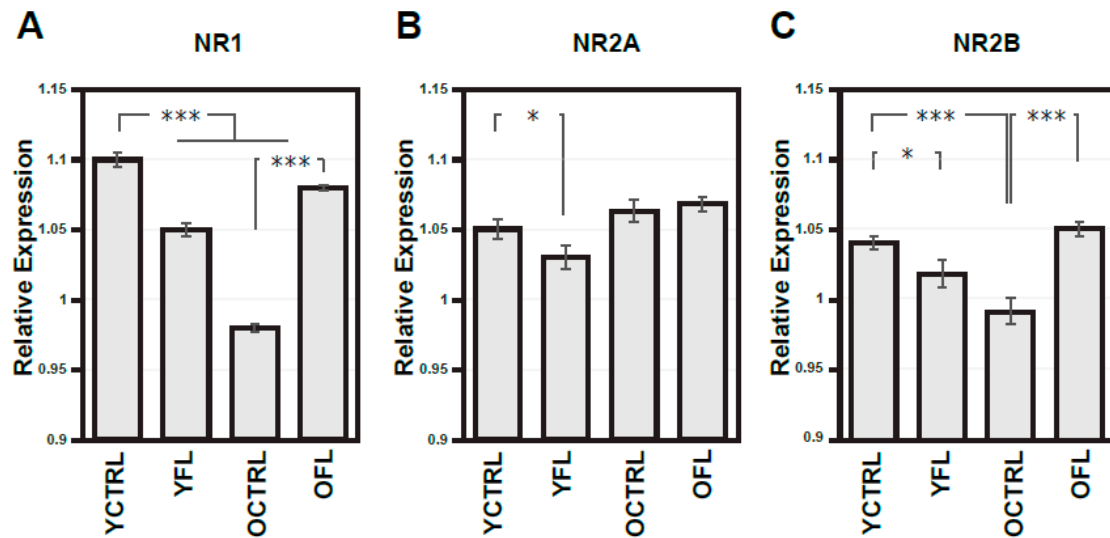 A
NR1
Relative Expression
1.15
1.1
1.05
1
0.95
0.9
***
***
YCTRL
YFL
OCTRL
OFL
B
NR2A
Relative Expression
1.15
1.1
1.05
1
0.95
0.9
*
YCTRL
YFL
OCTRL
OFL
C
NR2B
Relative Expression
1.15
1.1
1.05
1
0.95
0.9
***
***
*
YCTRL
YFL
OCTRL
OFL